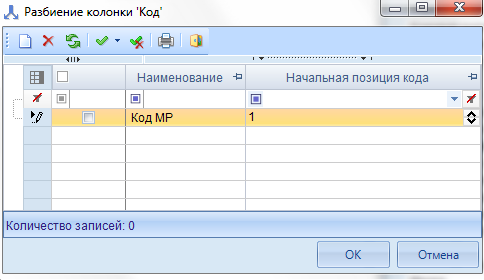 Разбиение колонки 'Код'
Наименование Начальная позиция кода
Код МР 1
Количество записей: 0
ОК Отмена